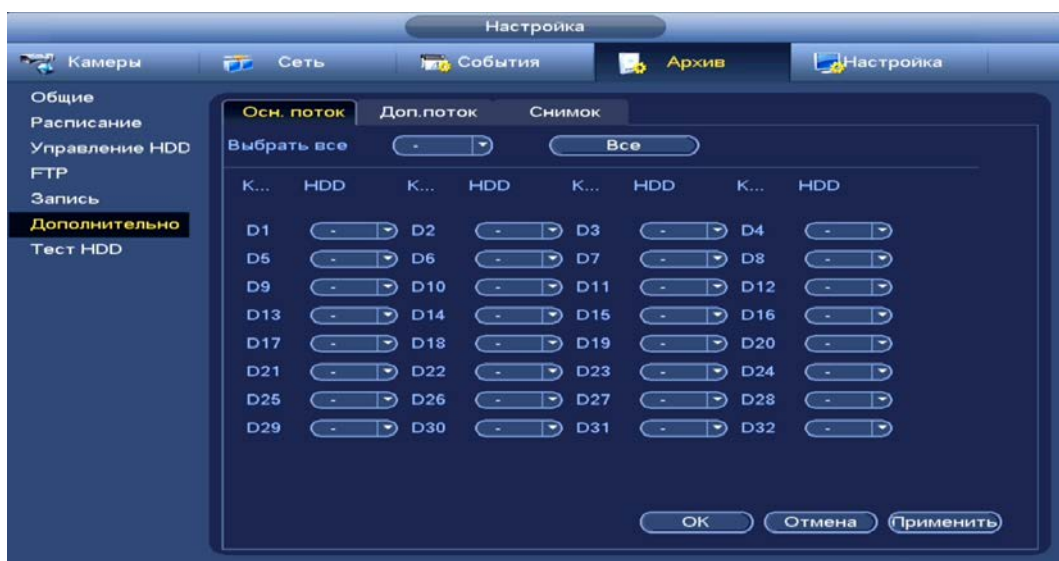 Настройка
Камеры Сеть События Архив Настройка
Общие
Расписание
Управление HDD
FTP
Запись
Дополнительно
Тест HDD
Осн. поток Доп.поток Снимок
Выбрать все - Все
К... HDD К... HDD К... HDD К... HDD
D1 - D2 - D3 - D4 -
D5 - D6 - D7 - D8 -
D9 - D10 - D11 - D12 -
D13 - D14 - D15 - D16 -
D17 - D18 - D19 - D20 -
D21 - D22 - D23 - D24 -
D25 - D26 - D27 - D28 -
D29 - D30 - D31 - D32 -
OK Отмена Применить